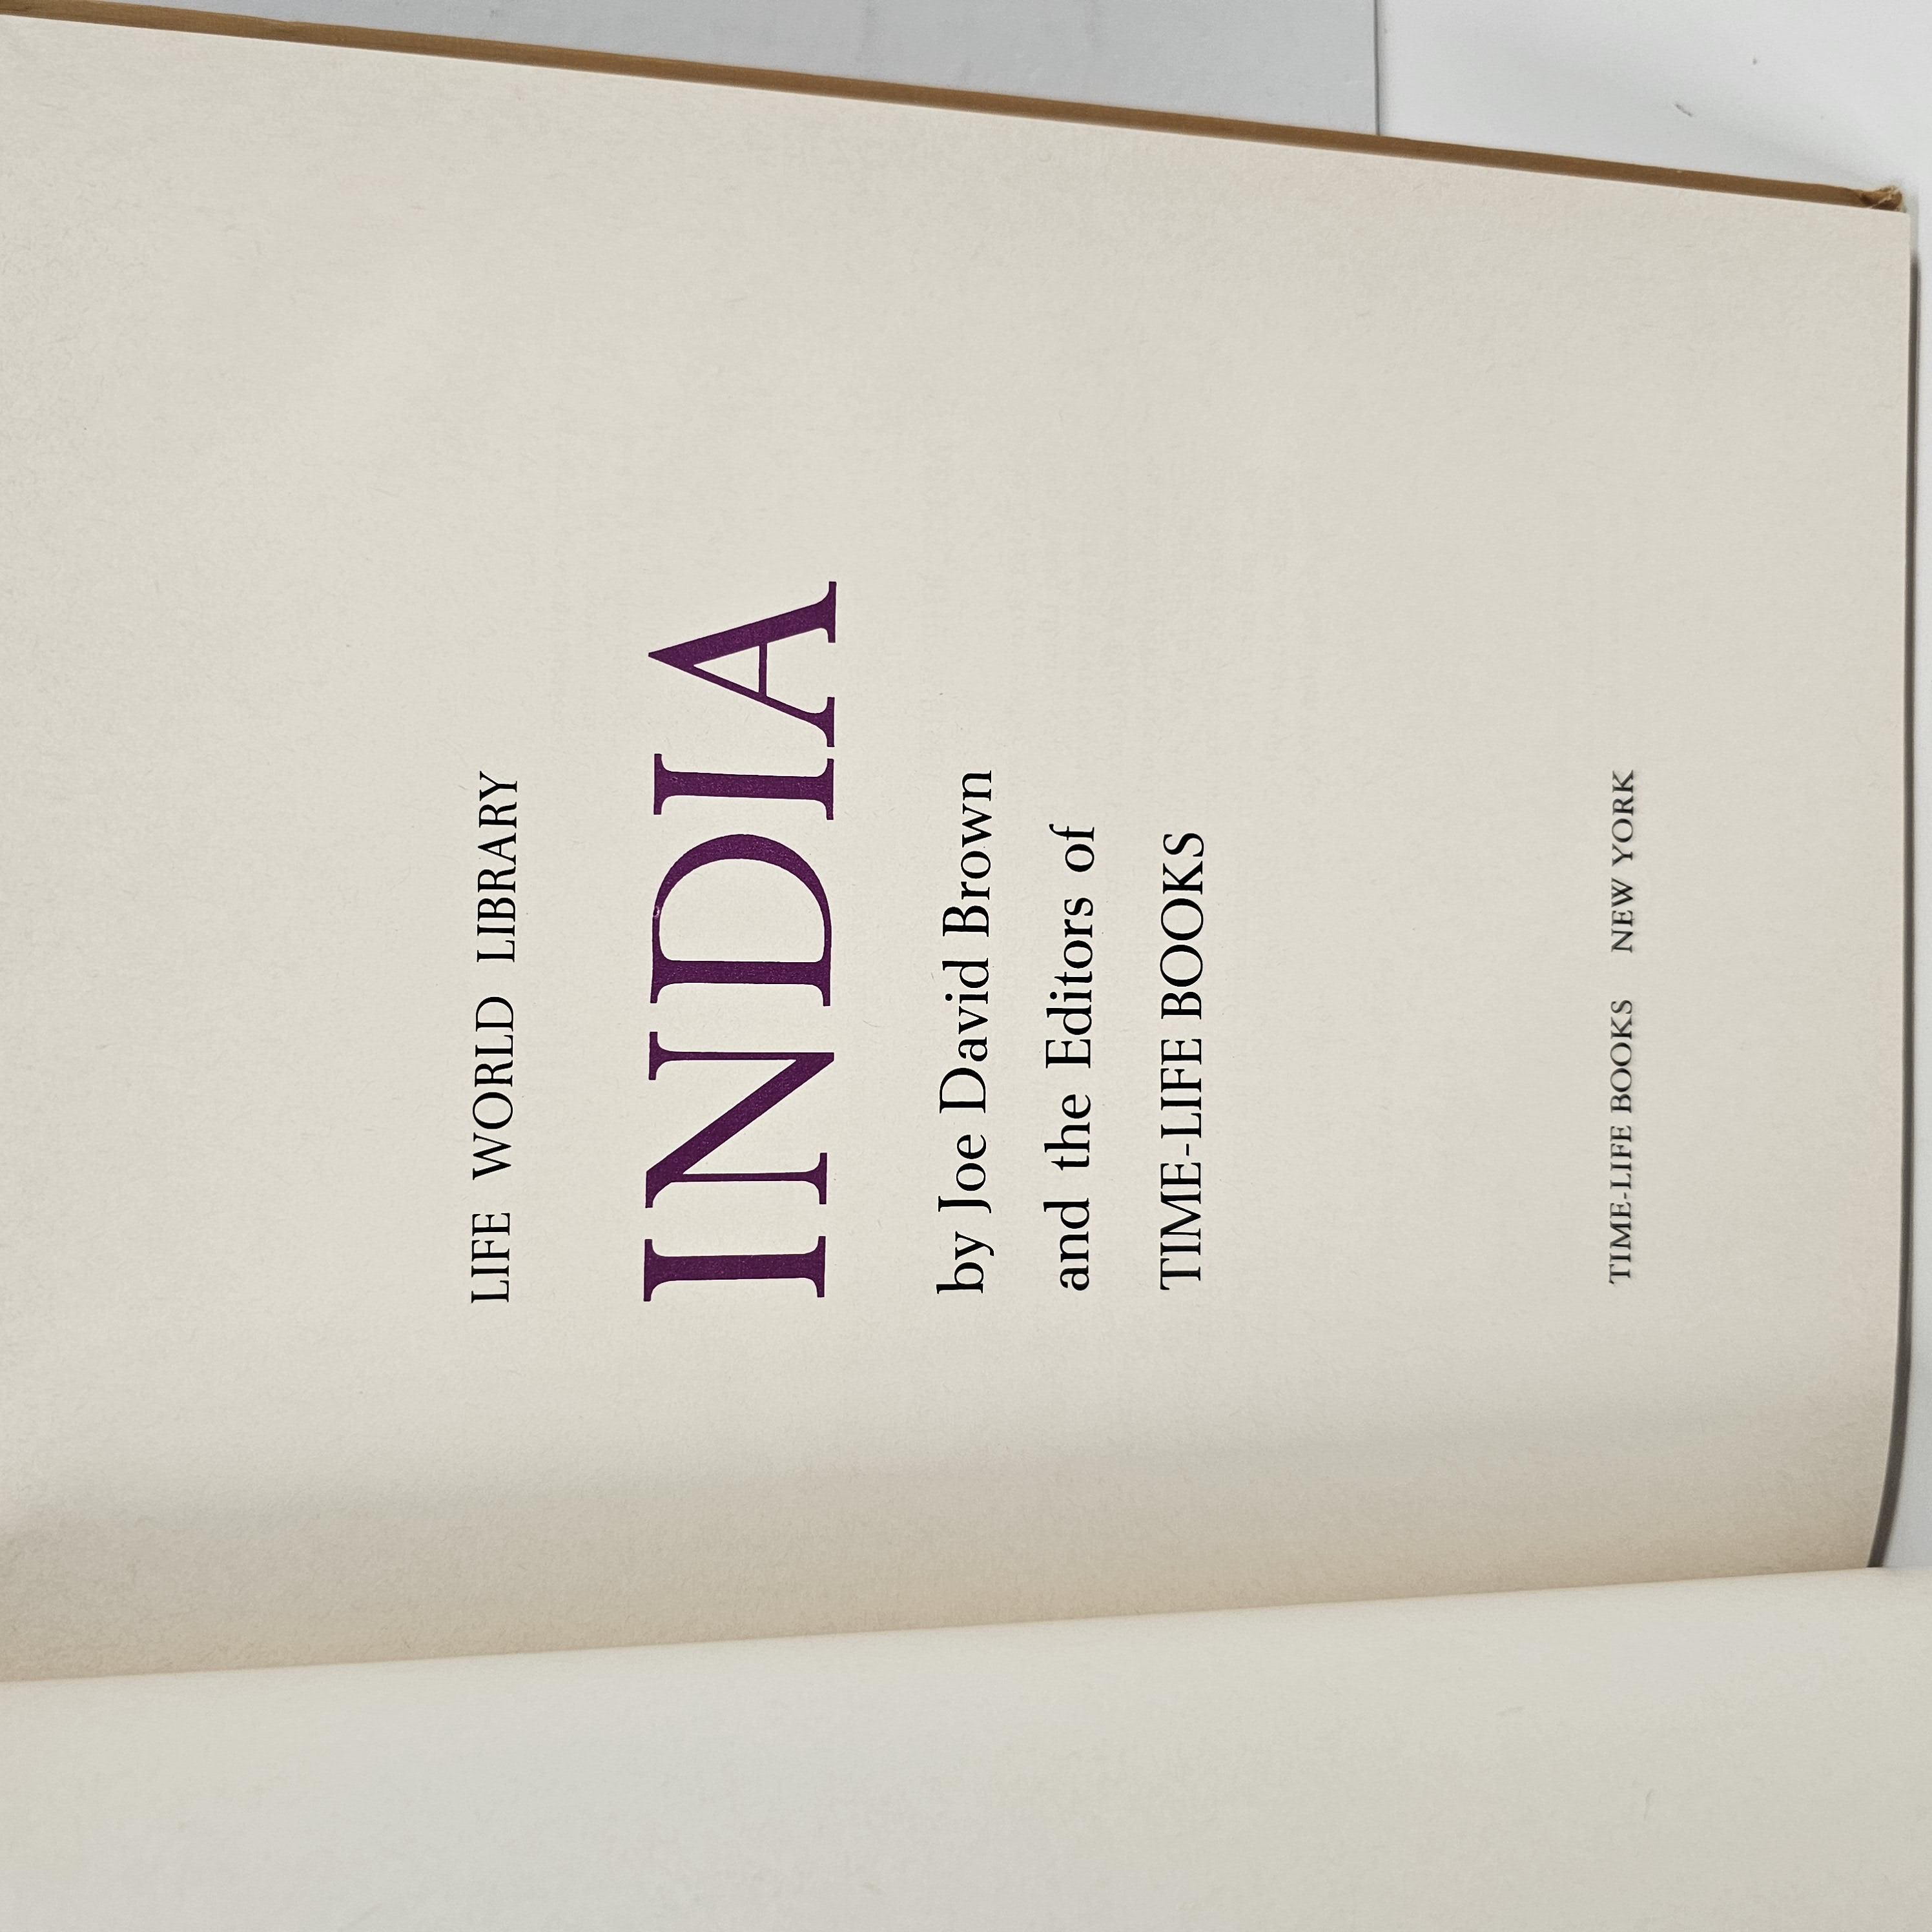 LIFE WORLD LIBRARY
INDIA
by Joe David Brown
and the Editors of
TIME-LIFE BOOKS
TIME-LIFE BOOKS NEW YORK